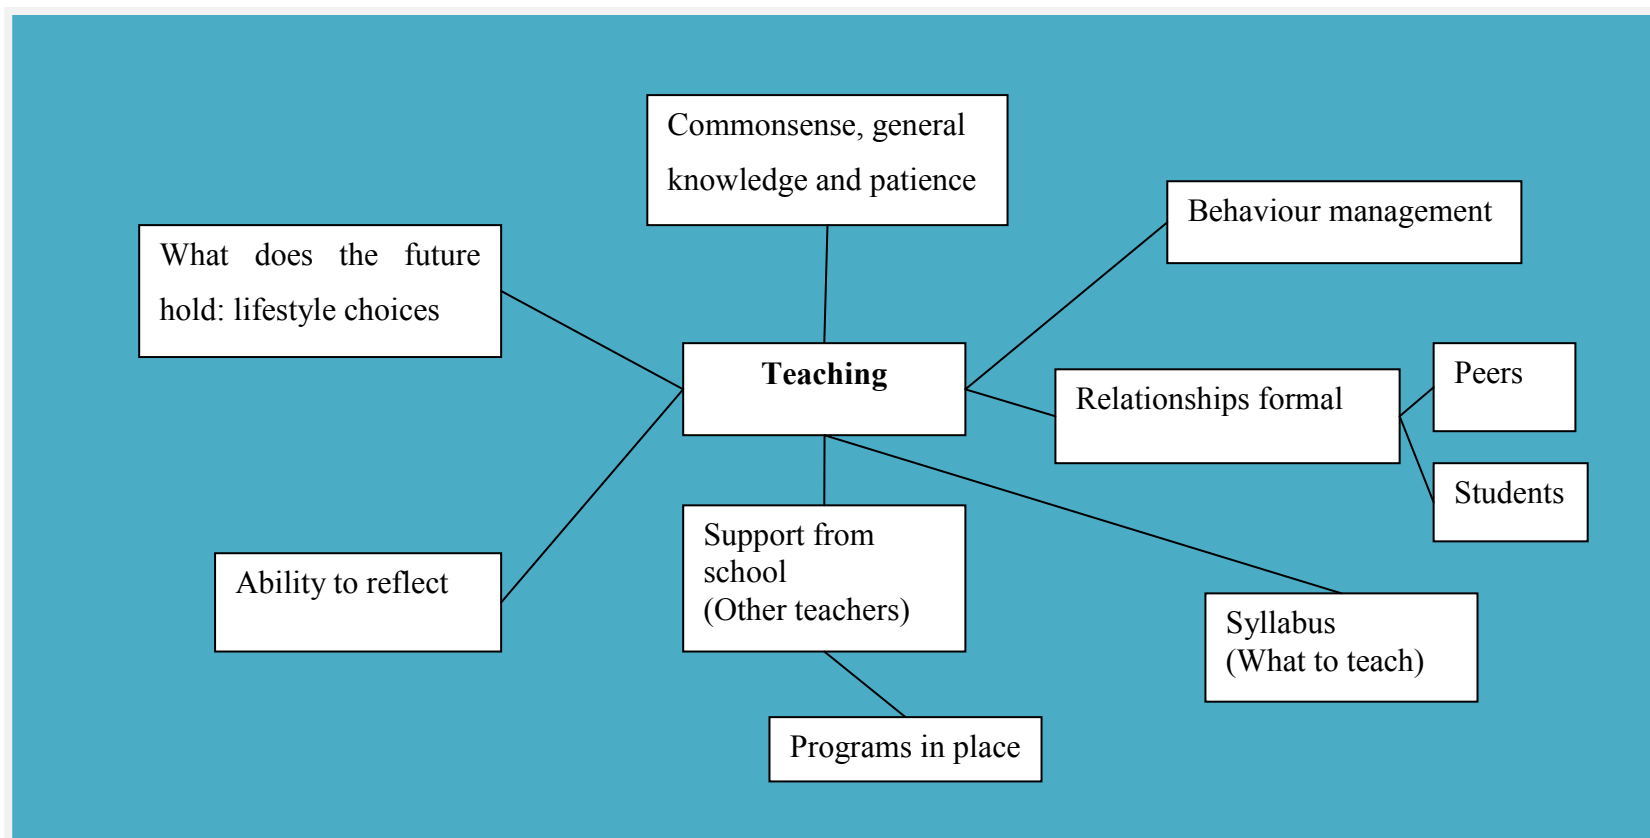 Commonsense, general
knowledge and patience
Behaviour management
What does the future
hold: lifestyle choices
Teaching
Relationships formal
Peers
Students
Support from
school
(Other teachers)
Ability to reflect
Syllabus
(What to teach)
Programs in place